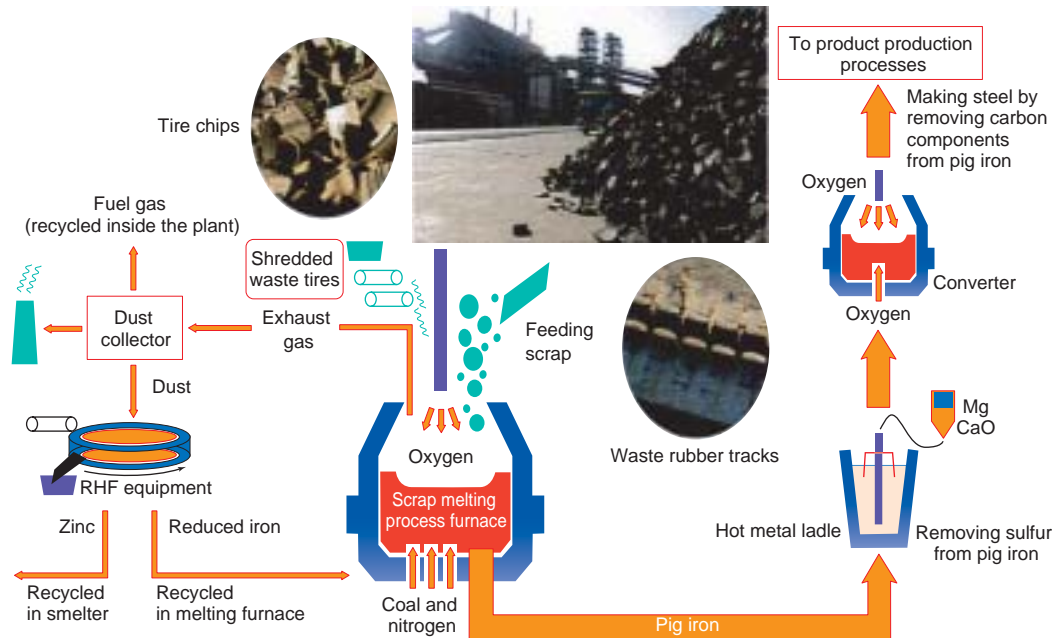 Tire chips
To product production
processes
Making steel by
removing carbon
components
from pig iron
Oxygen
Converter
Oxygen
Fuel gas
(recycled inside the plant)
Shredded
waste tires
Dust
collector
Exhaust
gas
Feeding
scrap
Dust
Mg
CaO
Oxygen
Waste rubber tracks
RHF equipment
Scrap melting
process furnace
Zinc
Reduced iron
Hot metal ladle
Removing sulfur
from pig iron
Recycled
in smelter
Recycled
in melting furnace
Coal and
nitrogen
Pig iron